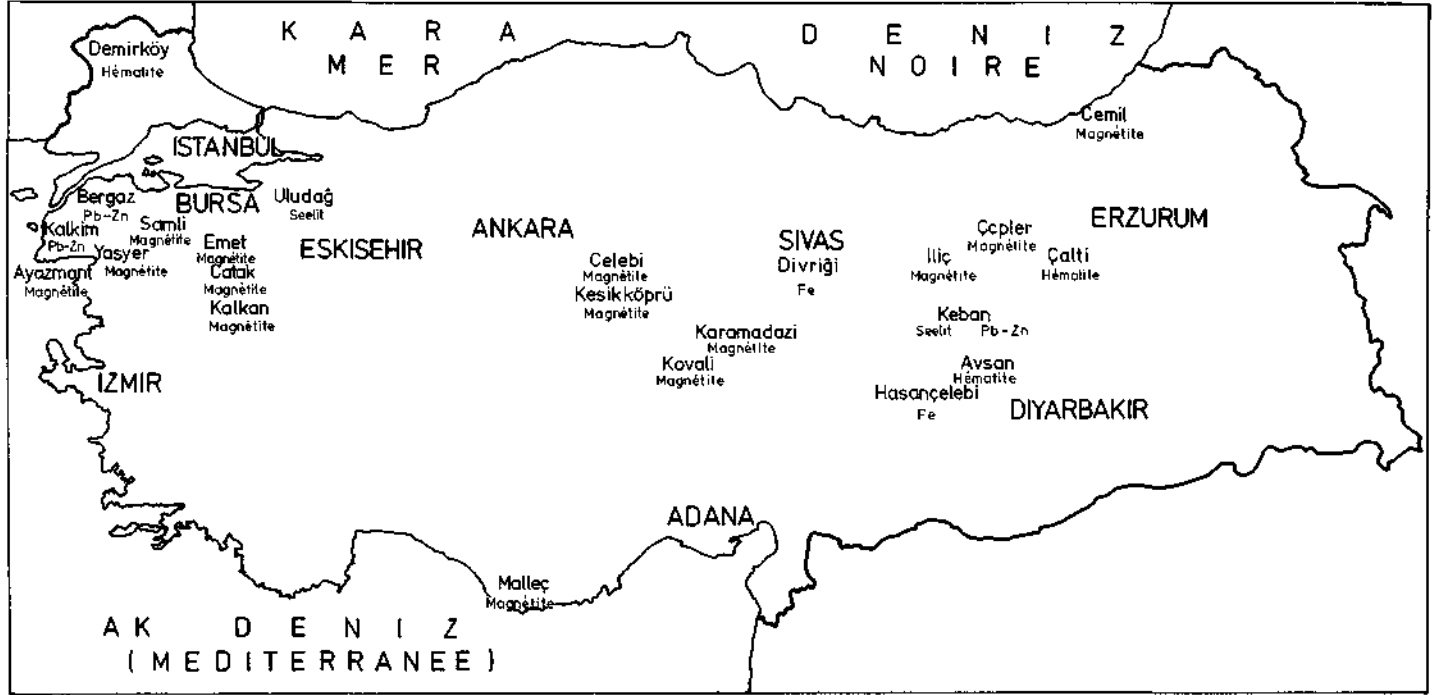 K A R A D E N I Z
M E R N O I R E
Demirköy
Hématite
Cemil
Magnétite
ISTANBUL
Bergaz
Pb-Zn
BURSA
Uludağ
Seelit
Kalkim
Pb-Zn
Samli
Magnétite
Yasyer
Magnétite
Ayazmant
Magnétite
Emet
Magnétite
Catak
Magnétite
Kalkan
Magnétite
ESKISEHIR
ANKARA
Celebi
Magnétite
Kesikköprü
Magnétite
SIVAS
Divriği
Fe
Çöpler
Magnétite
ERZURUM
Iliç
Magnétite
Çalti
Hématite
Keban
Seelit Pb-Zn
Karamadazi
Magnétite
Kovali
Magnétite
Avsan
Hématite
Hasançelebi
Fe
IZMIR
DIYARBAKIR
ADANA
Malleç
Magnétite
AK DENIZ
(MEDITERRANEE)